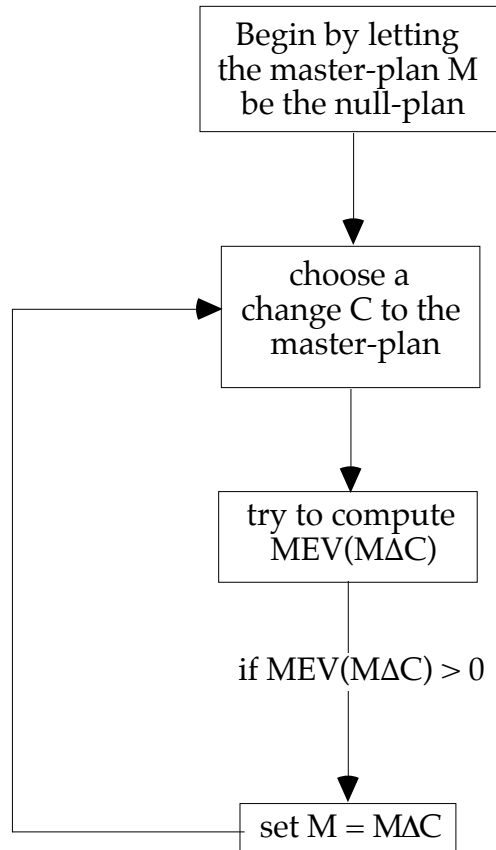 Begin by letting
the master-plan M
be the null-plan
choose a
change C to the
master-plan
try to compute
MEV(MΔC)
if MEV(MΔC) > 0
set M = MΔC